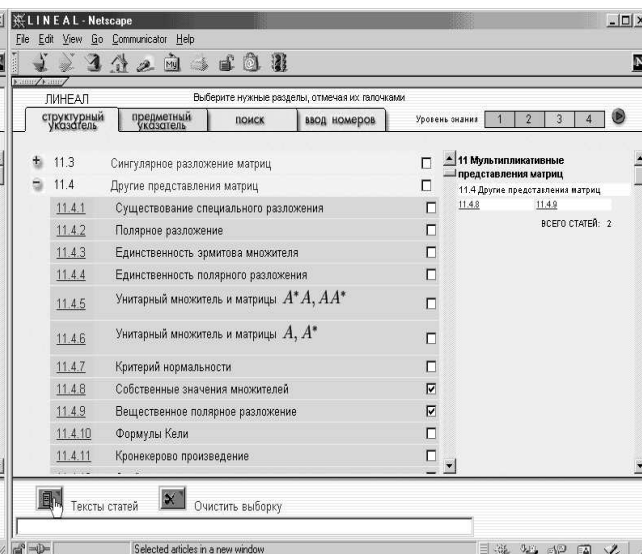 LINEAL - Netscape
File Edit View Go Communicator Help
My
ЛИНЕАЛ
Выберите нужные разделы, отмечая их галочками
структурный указатель
предметный указатель
поиск
ввод номеров
Уровень знания 1 2 3 4
11.3 Сингулярное разложение матриц
11.4 Другие представления матриц
11.4.1 Существование специального разложения
11.4.2 Полярное разложение
11.4.3 Единственность эрмитова множителя
11.4.4 Единственность полярного разложения
11.4.5 Унитарный множитель и матрицы A*A, AA*
11.4.6 Унитарный множитель и матрицы A, A*
11.4.7 Критерий нормальности
11.4.8 Собственные значения множителей
11.4.9 Вещественное полярное разложение
11.4.10 Формулы Кели
11.4.11 Кронекерово произведение
11 Мультипликативные
представления матриц
11.4 Другие представления матриц
11.4.8 11.4.9
ВСЕГО СТАТЕЙ: 2
Тексты статей
Очистить выборку
Selected articles in a new window